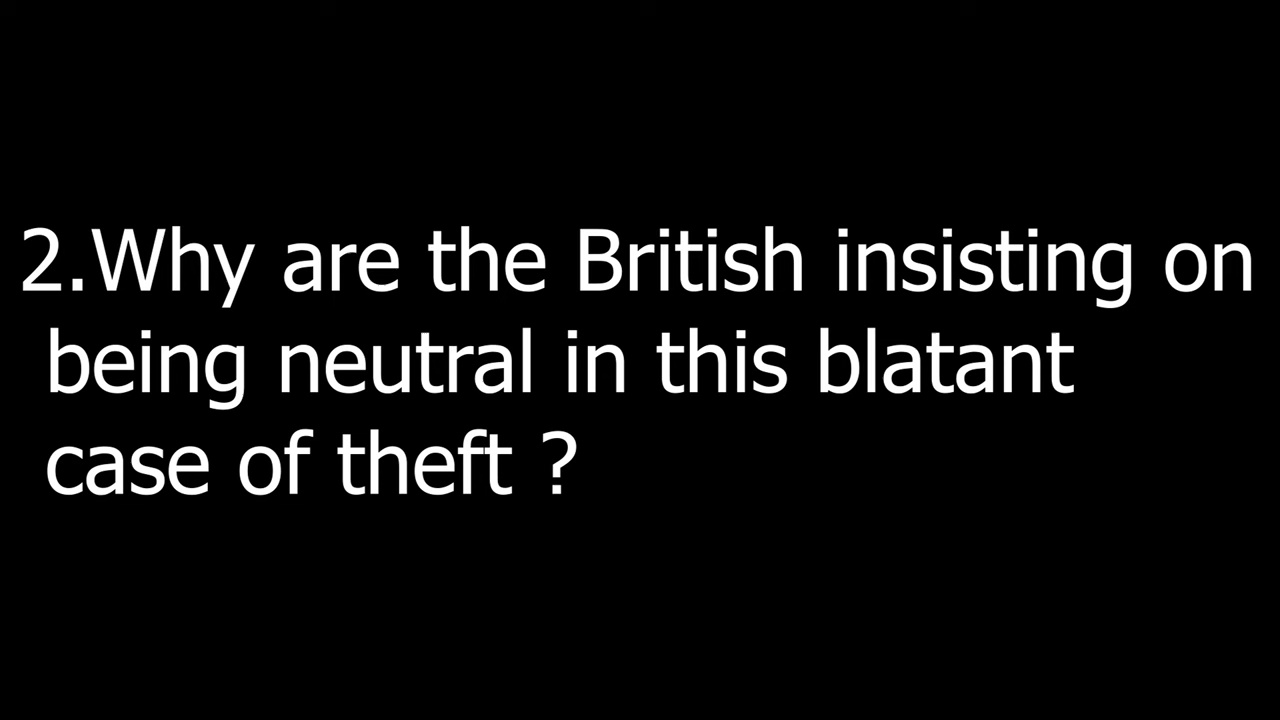 2.Why are the British insisting on
being neutral in this blatant
case of theft ?